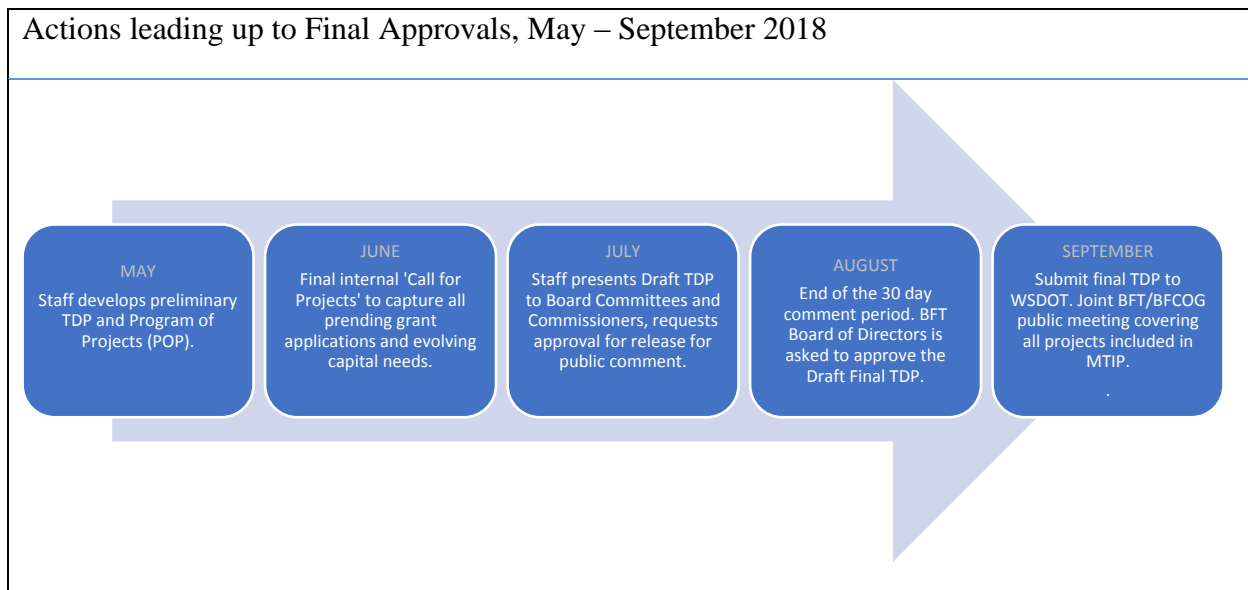 Actions leading up to Final Approvals, May – September 2018
MAY
Staff develops preliminary
TDP and Program of
Projects (POP).
JUNE
Final internal 'Call for
Projects' to capture all
prending grant
applications and evolving
capital needs.
JULY
Staff presents Draft TDP
to Board Committees and
Commissioners, requests
approval for release for
public comment.
AUGUST
End of the 30 day
comment period. BFT
Board of Directors is
asked to approve the
Draft Final TDP.
SEPTEMBER
Submit final TDP to
WSDOT. Joint BFT/BFCOG
public meeting covering
all projects included in
MTIP.
.